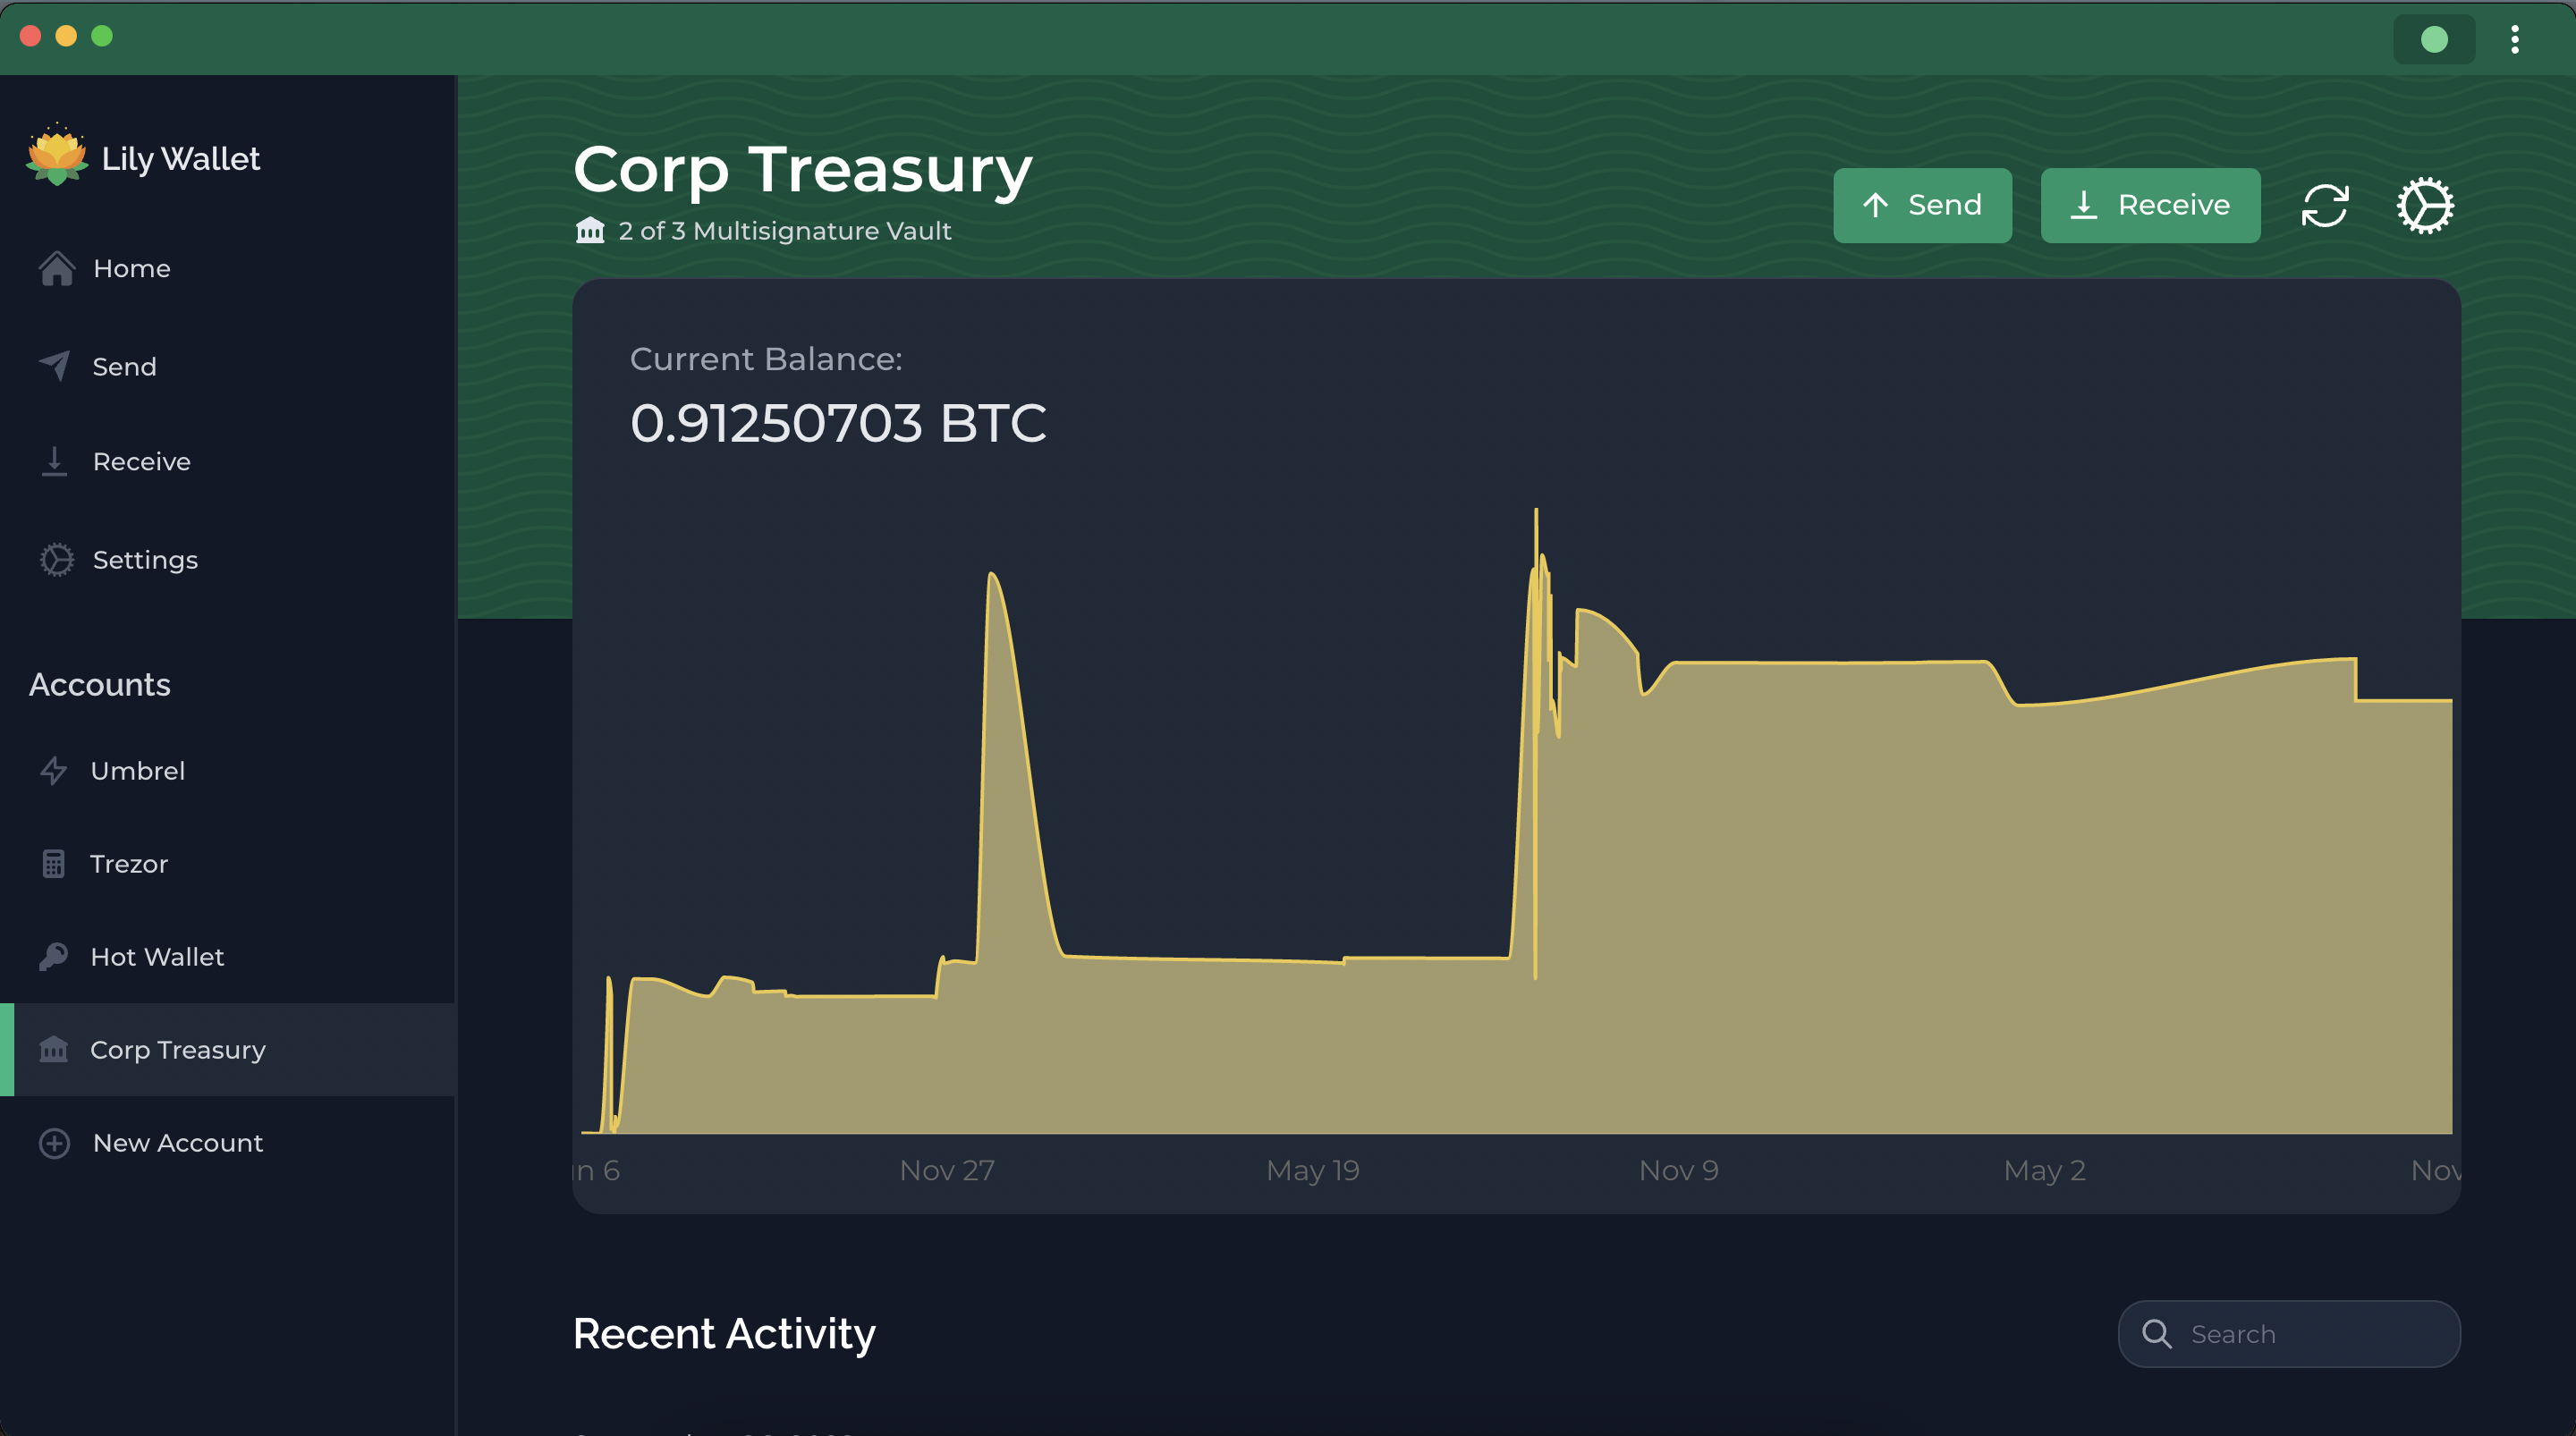 Lily Wallet
Home
Send
Receive
Settings
Accounts
Umbrel
Trezor
Hot Wallet
Corp Treasury
New Account
Corp Treasury
2 of 3 Multisignature Vault
Send
Receive
Current Balance:
0.91250703 BTC
n 6 Nov 27 May 19 Nov 9 May 2 Nov
Recent Activity
Search